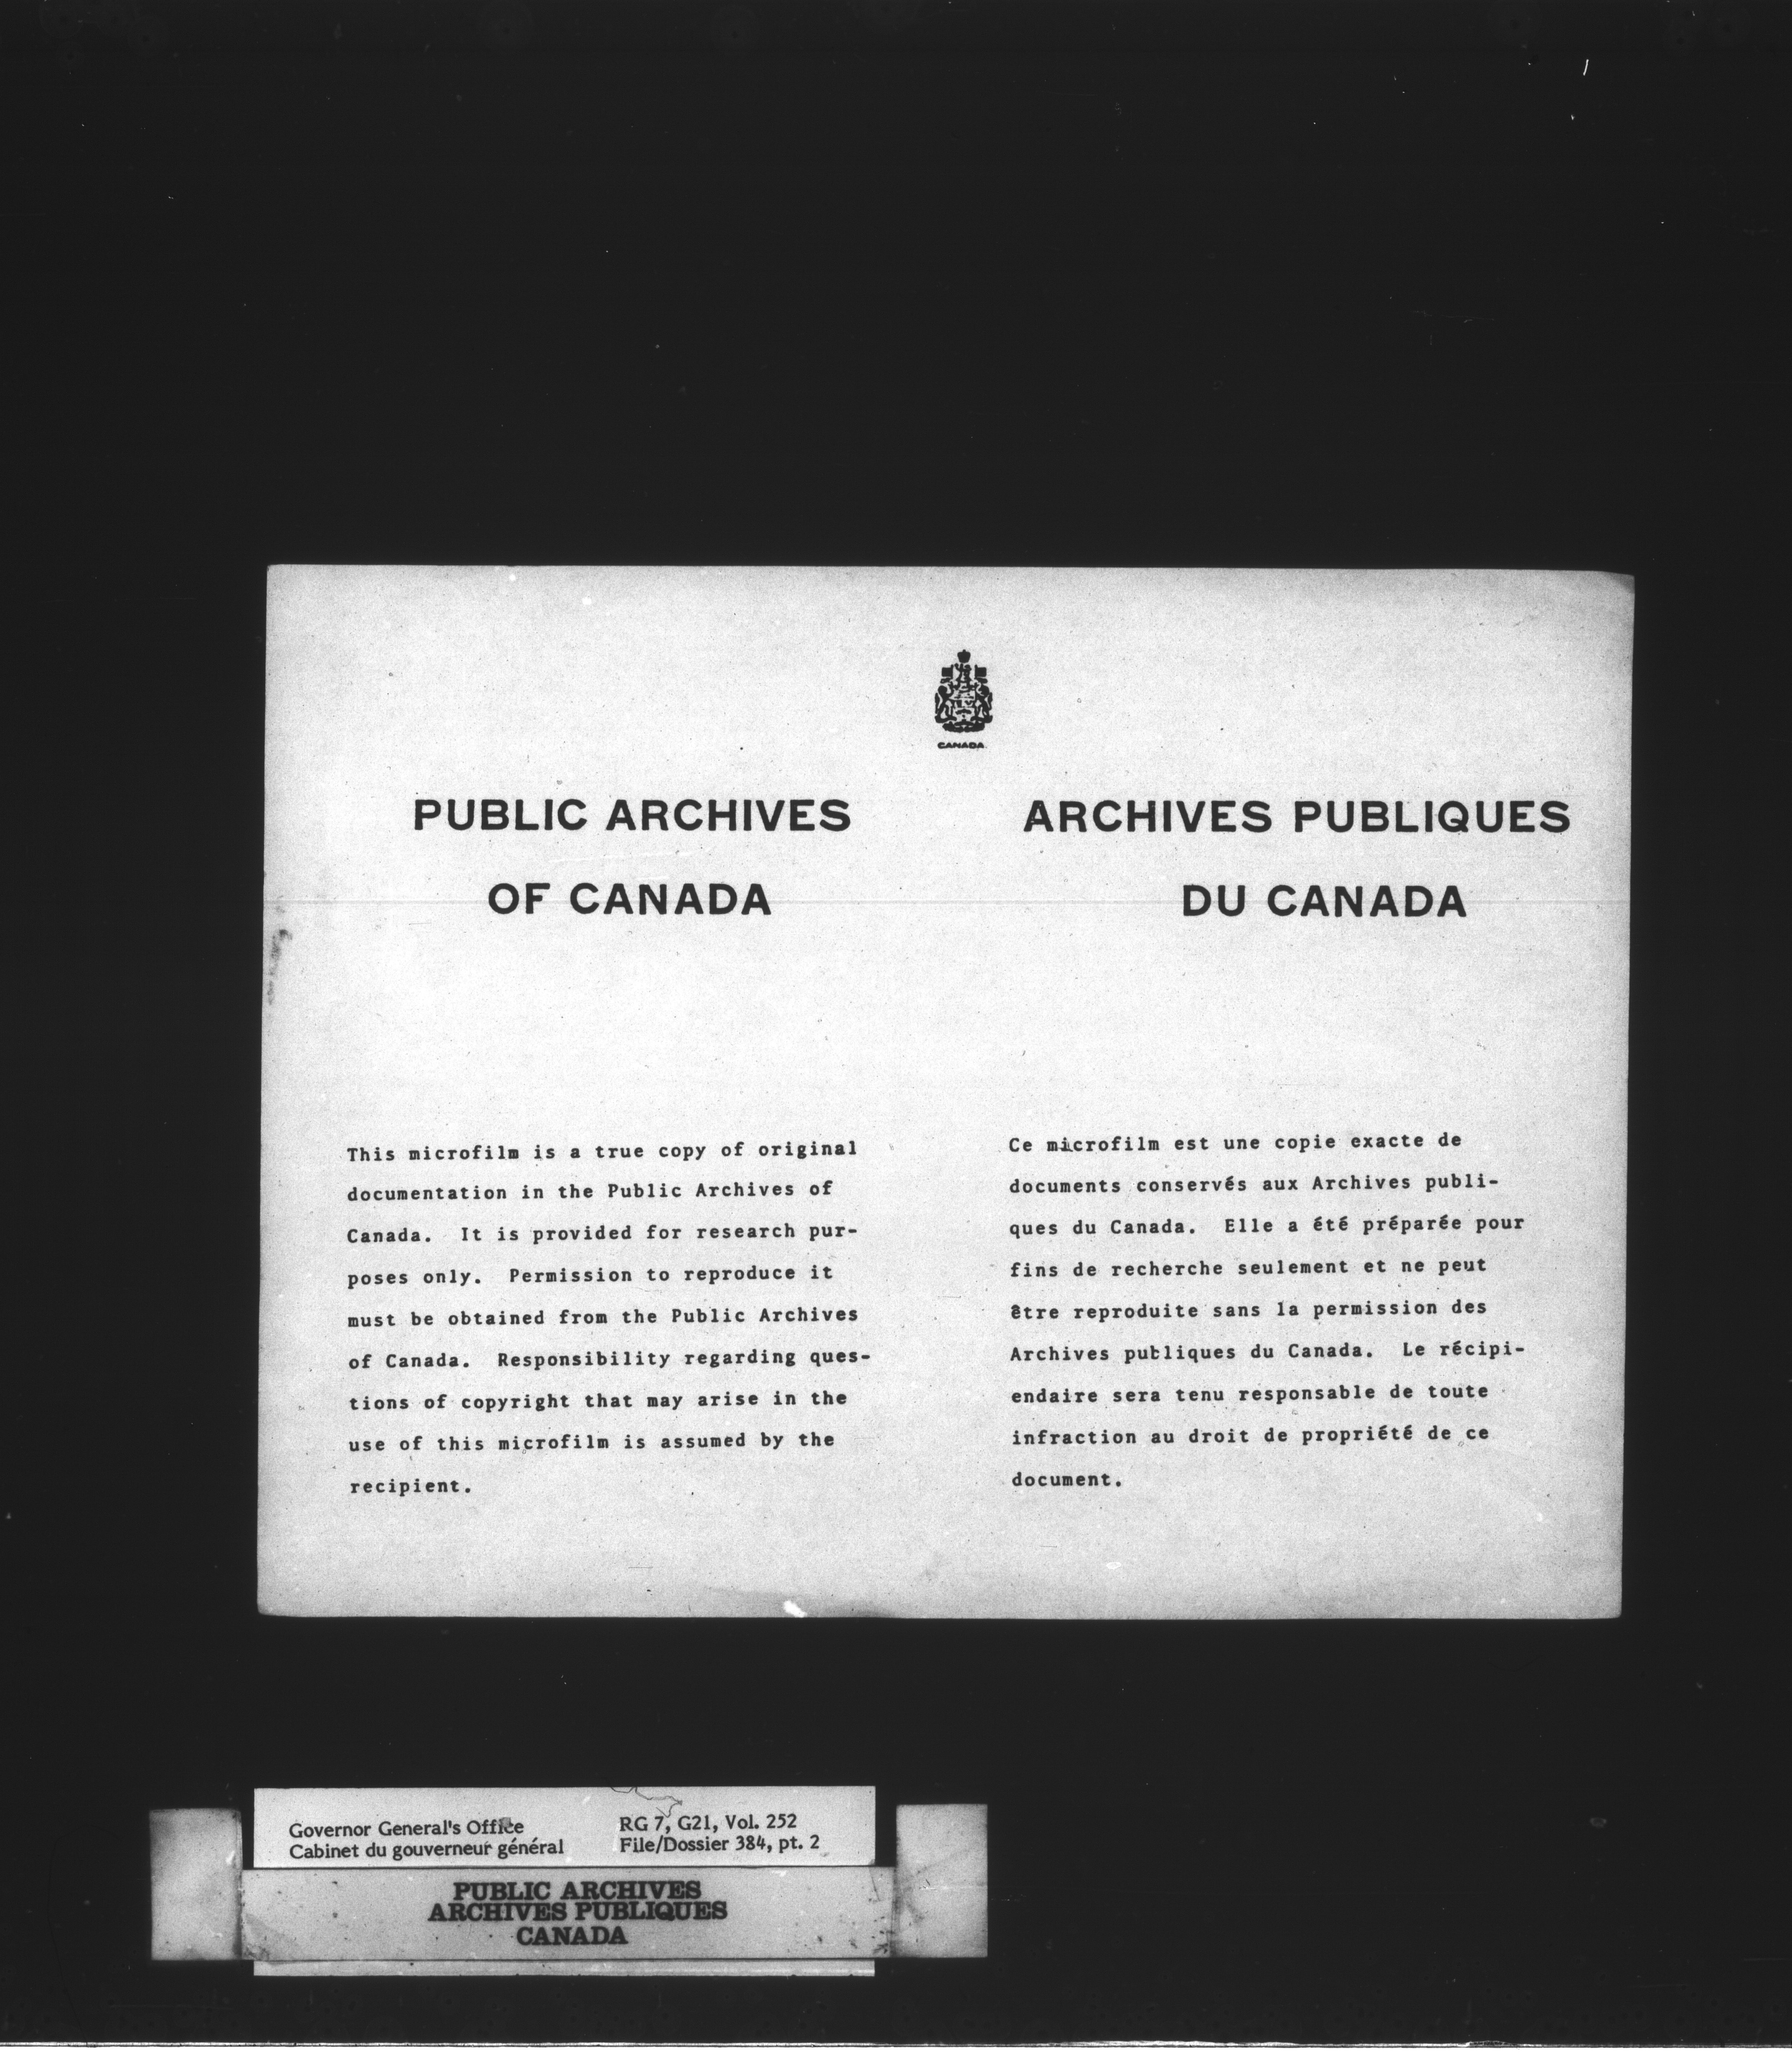 CANADA
PUBLIC ARCHIVES
OF CANADA
This microfilm is a true copy of original
documentation in the Public Archives of
Canada. It is provided for research pur-
poses only. Permission to reproduce it
must be obtained from the Public Archives
of Canada. Responsibility regarding ques-
tions of copyright that may arise in the
use of this microfilm is assumed by the
recipient.
ARCHIVES PUBLIQUES
DU CANADA
Ce microfilm est une copie exacte de
documents conservés aux Archives publi-
ques du Canada. Elle a été préparée pour
fins de recherche seulement et ne peut
être reproduite sans la permission des
Archives publiques du Canada. Le récipi-
endaire sera tenu responsable de toute
infraction au droit de propriété de ce
document.
Governor General's Office
Cabinet du gouverneur général
RG 7, G21, Vol. 252
File/Dossier 384, pt. 2
PUBLIC ARCHIVES
ARCHIVES PUBLIQUES
CANADA